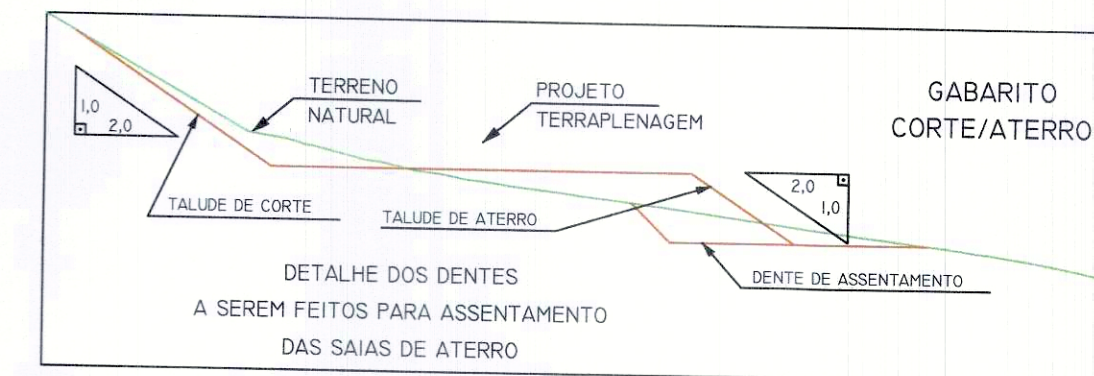 TERRENO
NATURAL
PROJETO
TERRAPLENAGEM
GABARITO
CORTE/ATERRO
1,0
2,0
TALUDE DE CORTE
TALUDE DE ATERRO
2,0
1,0
DENTE DE ASSENTAMENTO
DETALHE DOS DENTES
A SEREM FEITOS PARA ASSENTAMENTO
DAS SAIAS DE ATERRO